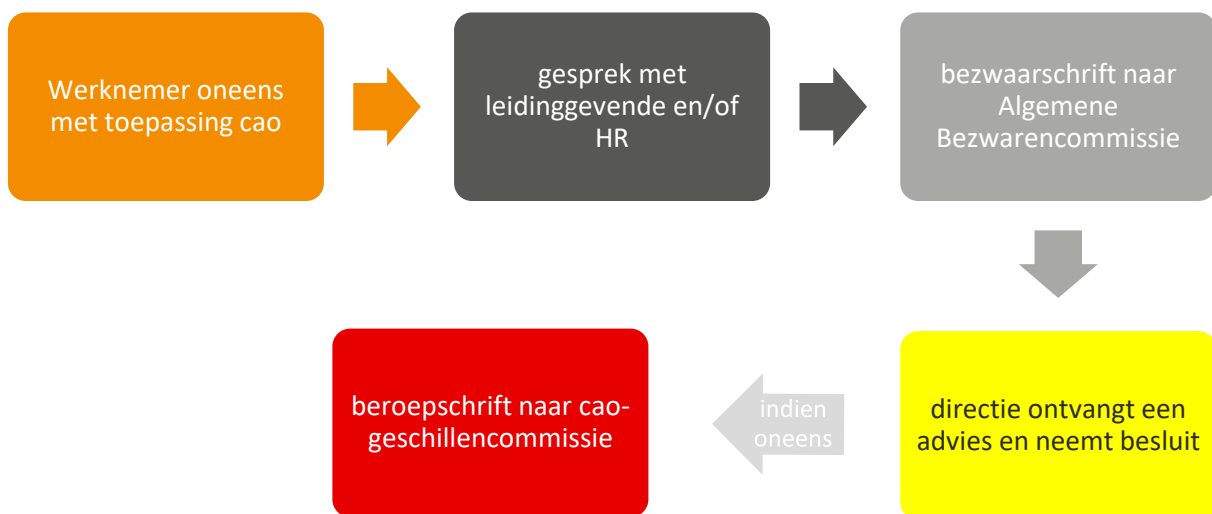 Werknemer oneens
met toepassing cao
gesprek met
leidinggevende en/of
HR
bezwaarschrift naar
Algemene
Bezwarencommissie
directie ontvangt een
advies en neemt besluit
indien
oneens
beroepschrift naar cao-
geschillencommissie